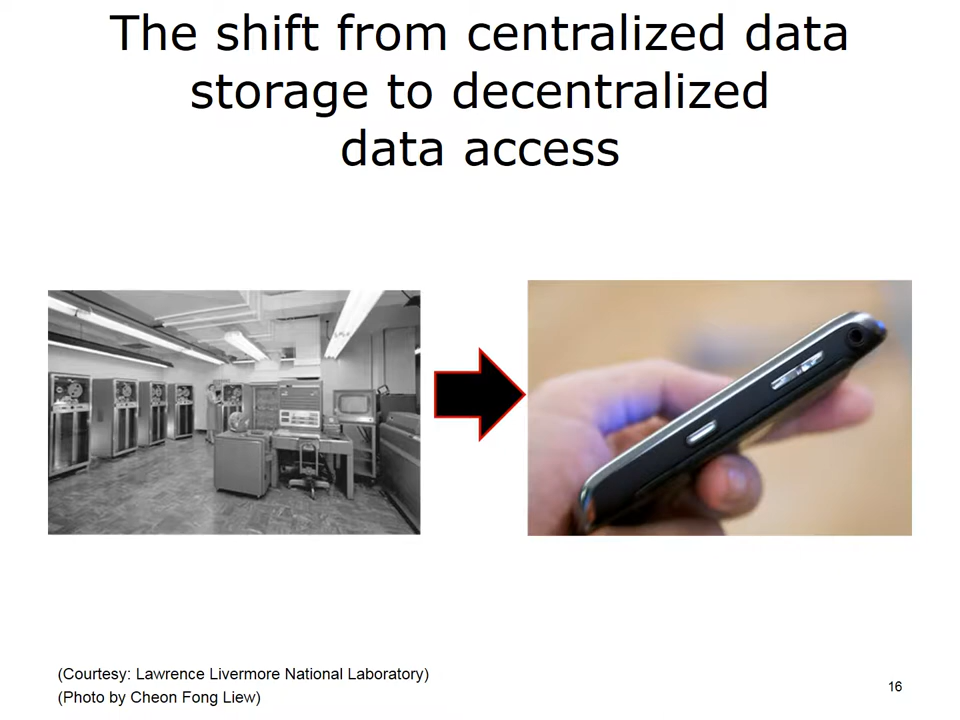 The shift from centralized data
storage to decentralized
data access
(Courtesy: Lawrence Livermore National Laboratory)
(Photo by Cheon Fong Liew)
16